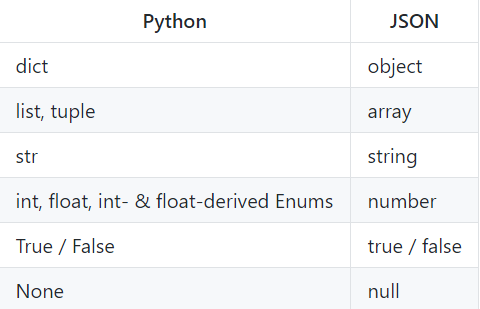 Python JSON
dict object
list, tuple array
str string
int, float, int- & float-derived Enums number
True / False true / false
None null